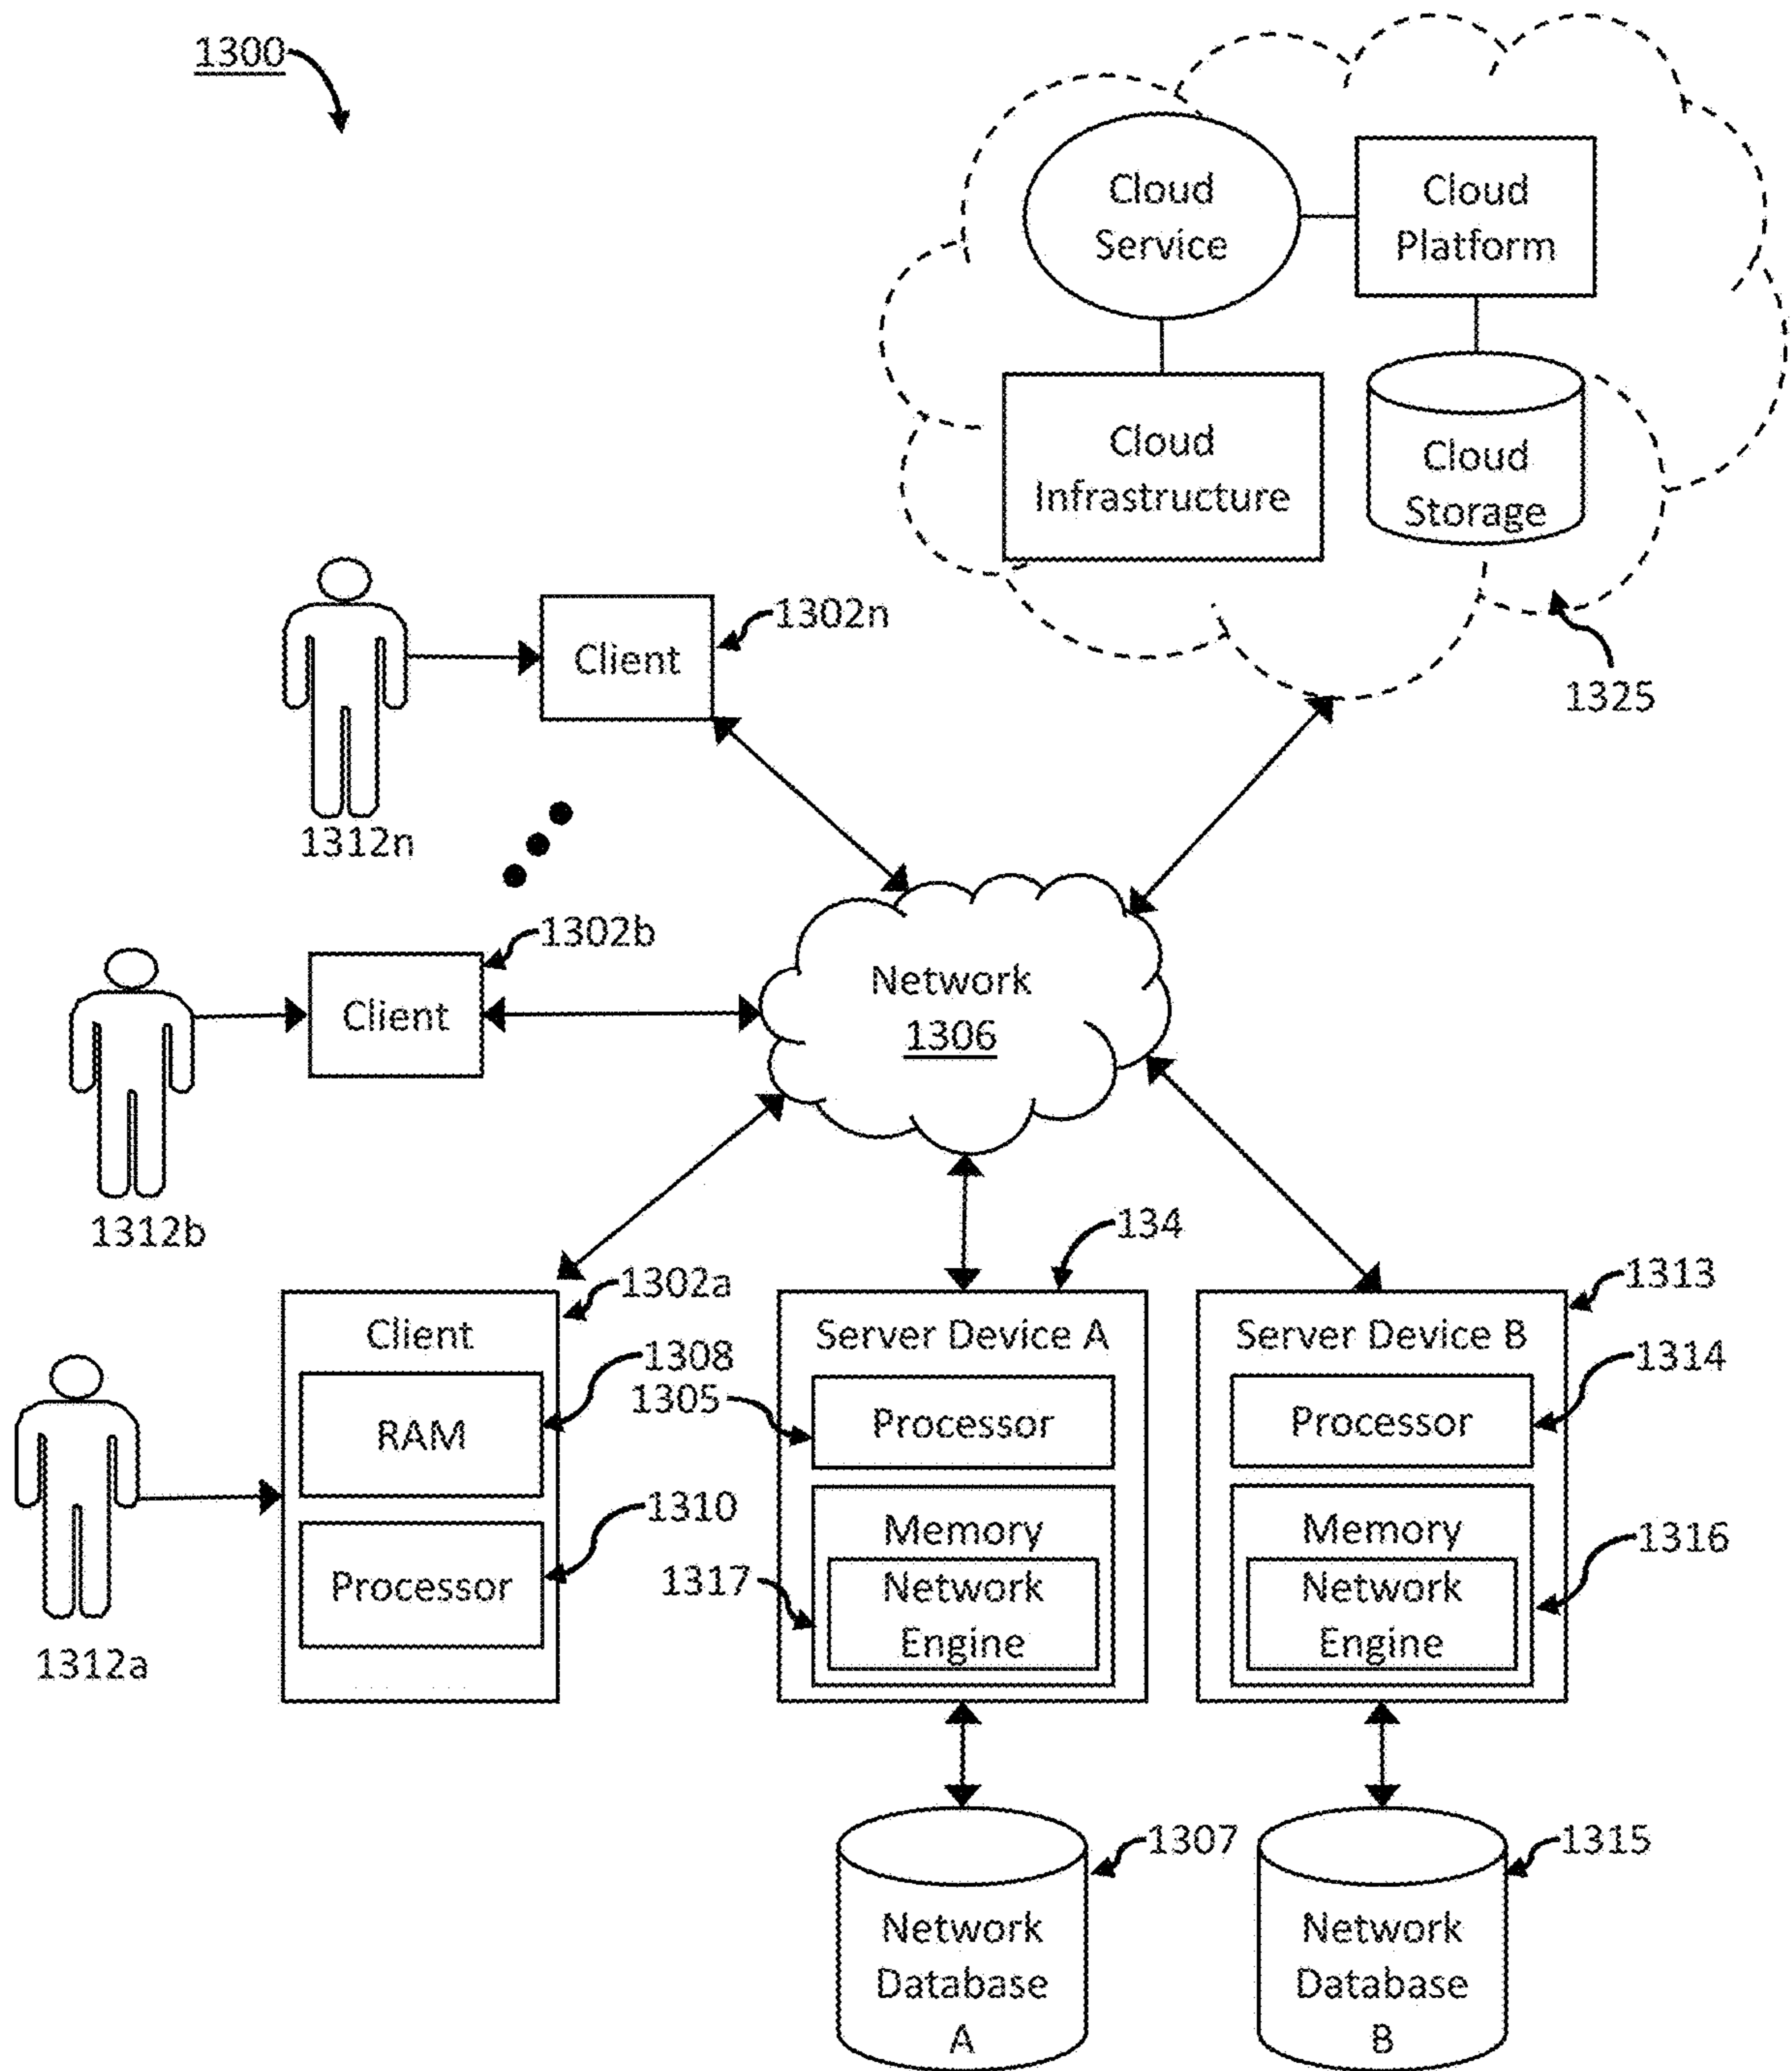 1300
Cloud
Service
Cloud
Platform
Cloud
Infrastructure
Cloud
Storage
1325
1302n
Client
1312n
1302b
Client
1312b
Network
1306
134
1302a
1313
Client
1308
RAM
1310
Processor
1312a
Server Device A
1305
Processor
Memory
1317
Network
Engine
Server Device B
1314
Processor
Memory
1316
Network
Engine
1307
Network
Database
A
1315
Network
Database
B